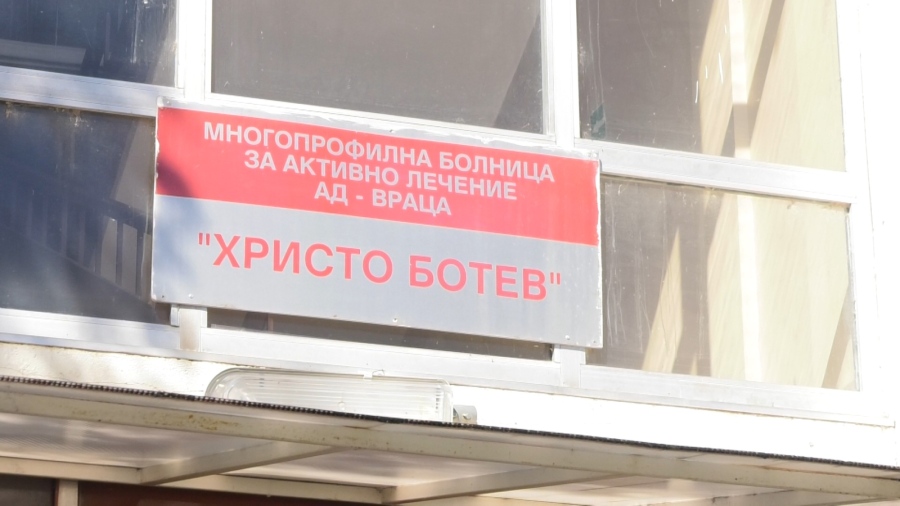 МНОГОПРОФИЛНА БОЛНИЦА
ЗА АКТИВНО ЛЕЧЕНИЕ
АД - ВРАЦА
"ХРИСТО БОТЕВ"